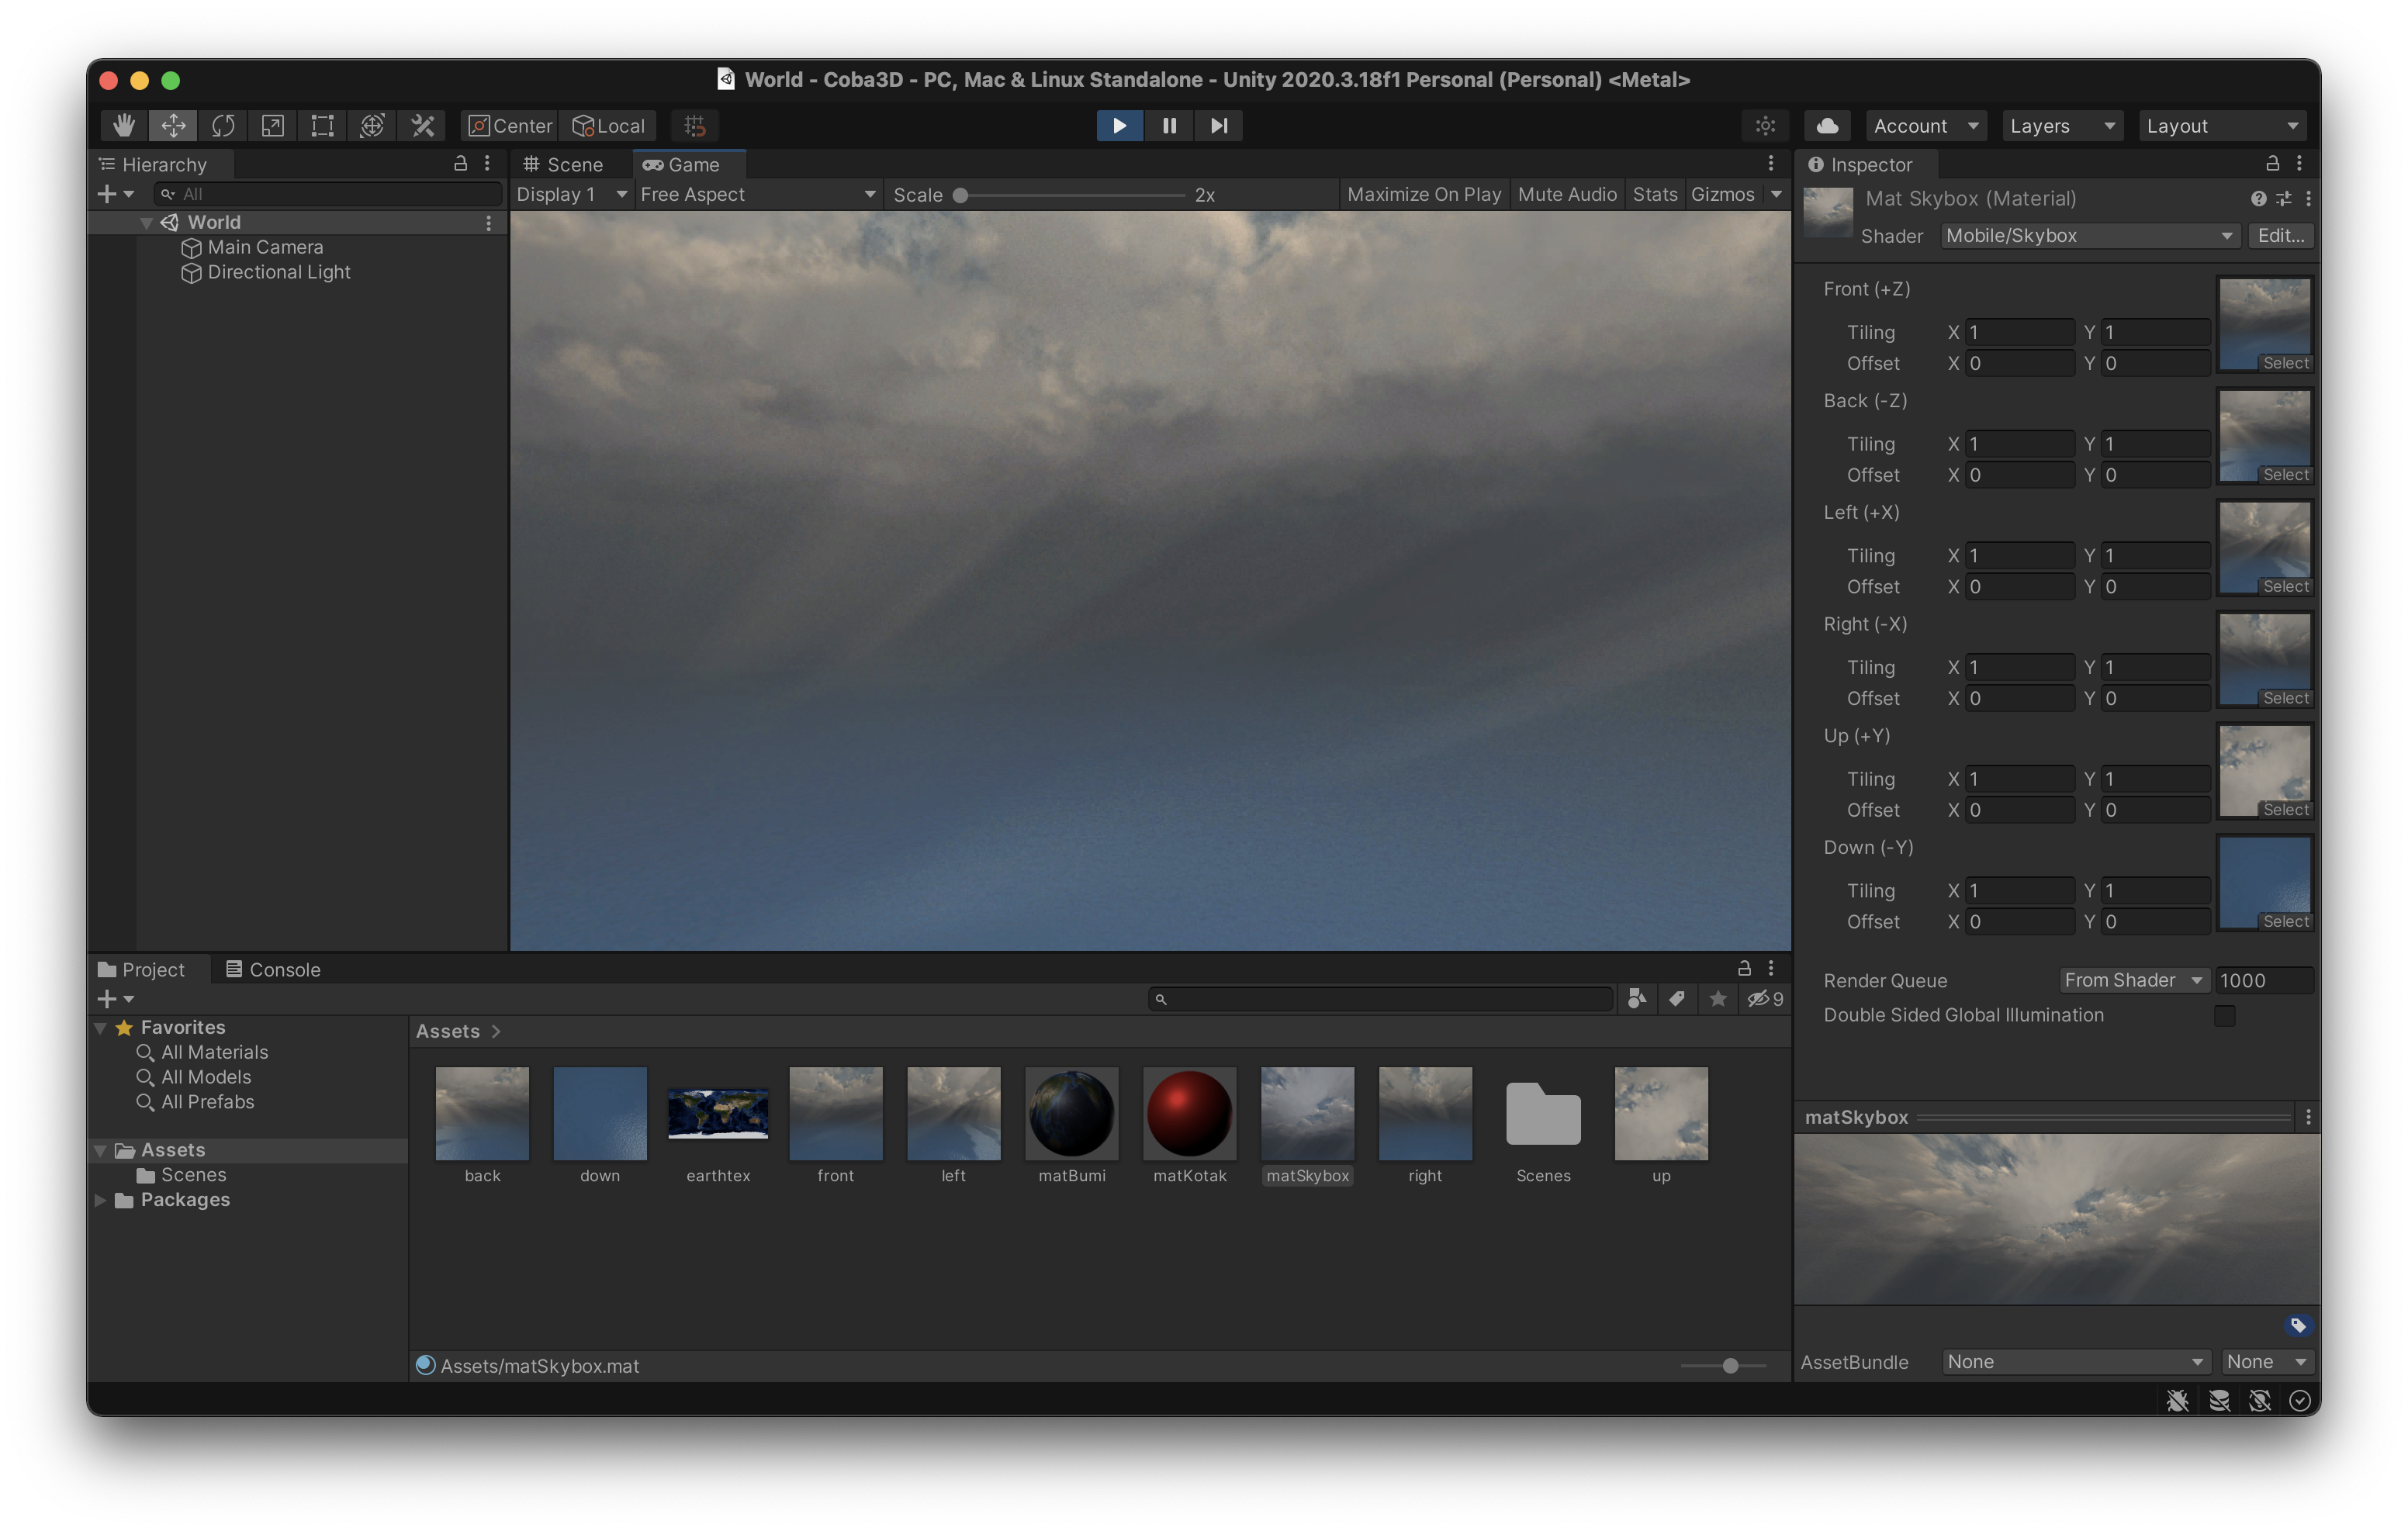 World - Coba3D - PC, Mac & Linux Standalone - Unity 2020.3.18f1 Personal (Personal) <Metal>
Center Local Account Layers Layout
Hierarchy
All
World
Main Camera
Directional Light
Scene Game
Display 1 Free Aspect Scale 2x Maximize On Play Mute Audio Stats Gizmos
Inspector
Mat Skybox (Material)
Shader Mobile/Skybox Edit...
Front (+Z)
Tiling X 1 Y 1
Offset X 0 Y 0
Select
Back (-Z)
Tiling X 1 Y 1
Offset X 0 Y 0
Select
Left (+X)
Tiling X 1 Y 1
Offset X 0 Y 0
Select
Right (-X)
Tiling X 1 Y 1
Offset X 0 Y 0
Select
Up (+Y)
Tiling X 1 Y 1
Offset X 0 Y 0
Select
Down (-Y)
Tiling X 1 Y 1
Offset X 0 Y 0
Select
Render Queue From Shader 1000
Double Sided Global Illumination
matSkybox
AssetBundle None None
Project Console
9
Favorites
All Materials
All Models
All Prefabs
Assets
Scenes
Packages
Assets
back down earthtex front left matBumi matKotak matSkybox right Scenes up
Assets/matSkybox.mat